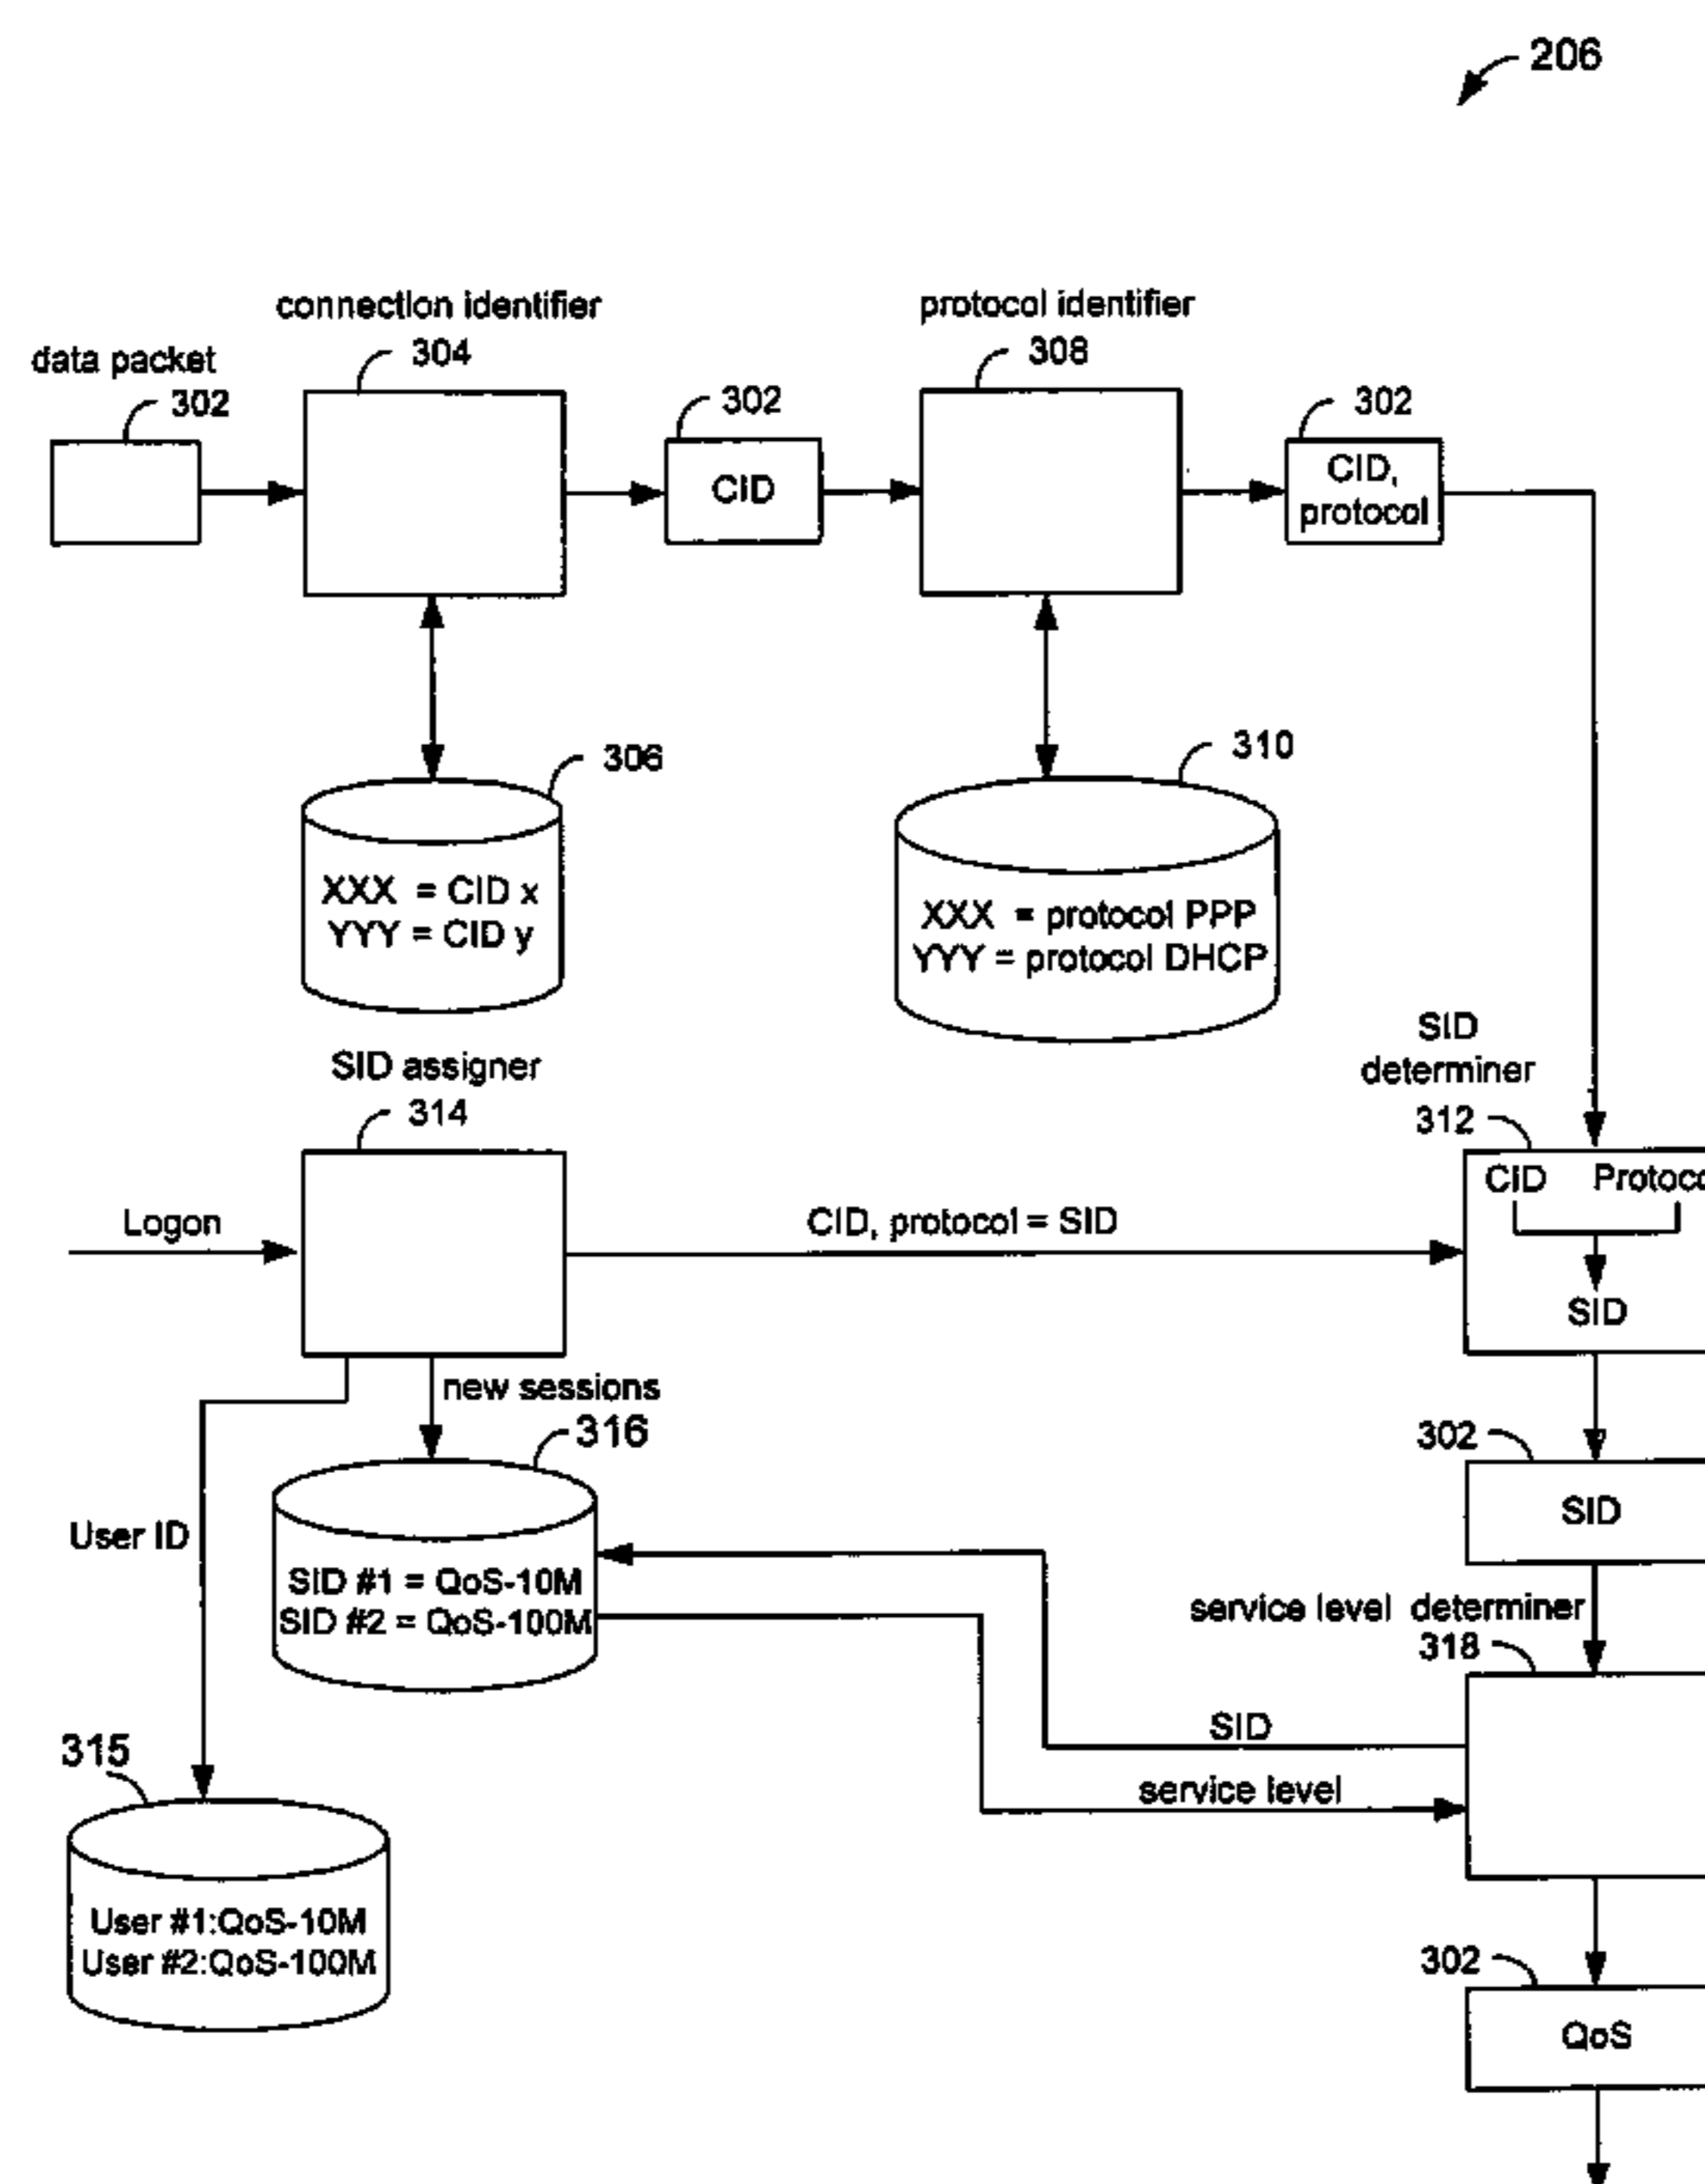 206
connection identifier
304
protocol identifier
308
data packet
302
302
CID
302
CID,
protocol
306
XXX = CID x
YYY = CID y
310
XXX = protocol PPP
YYY = protocol DHCP
SID assigner
314
SID
determiner
312
CID Protoco
SID
Logon
CID, protocol = SID
new sessions
316
SID #1 = QoS-10M
SID #2 = QoS-100M
User ID
302
SID
service level determiner
318
SID
service level
315
User #1:QoS-10M
User #2:QoS-100M
302
QoS